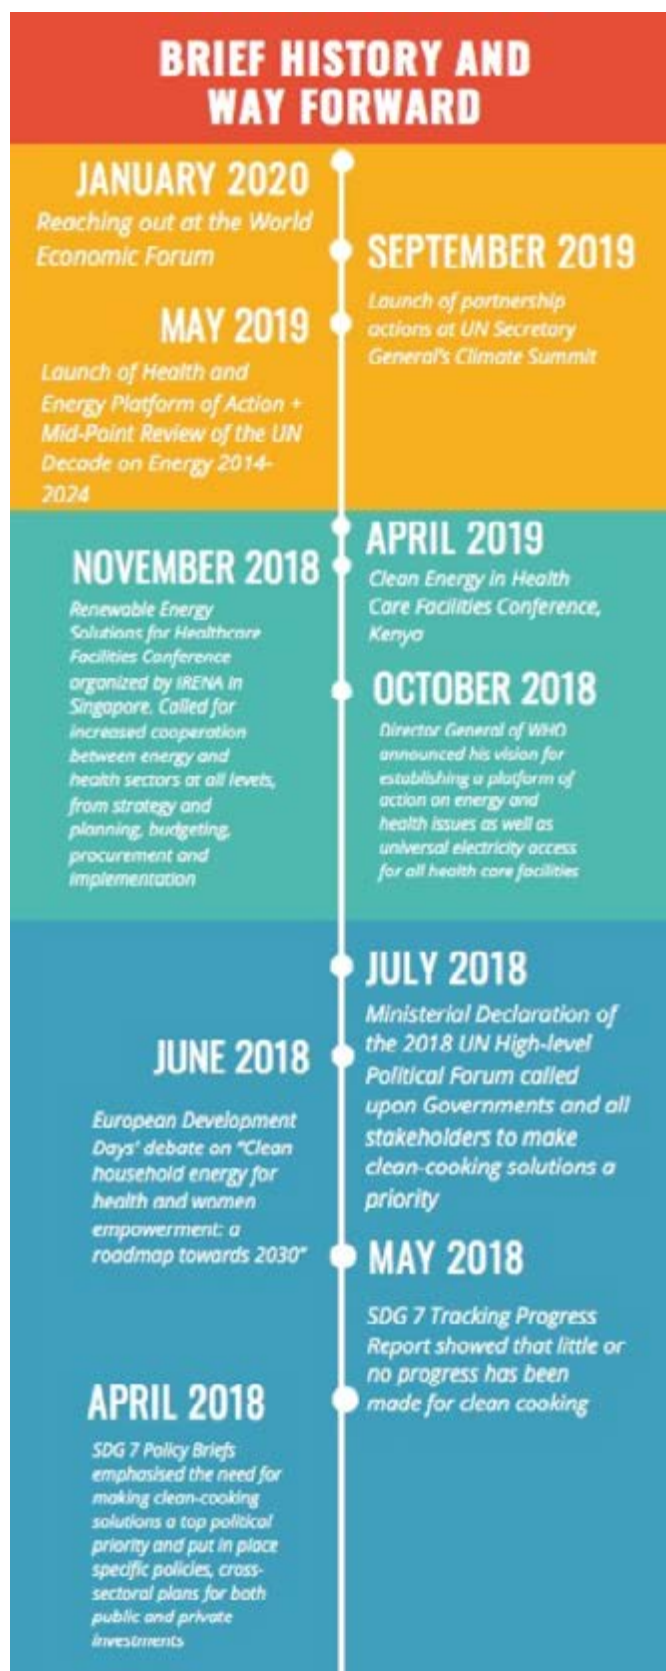 BRIEF HISTORY AND
WAY FORWARD
JANUARY 2020
Reaching out at the World
Economic Forum
SEPTEMBER 2019
Launch of partnership
actions at UN Secretary
General's Climate Summit
MAY 2019
Launch of Health and
Energy Platform of Action +
Mid-Point Review of the UN
Decade on Energy 2014-
2024
APRIL 2019
Clean Energy in Health
Care Facilities Conference,
Kenya
NOVEMBER 2018
Renewable Energy
Solutions for Healthcare
Facilities Conference
organized by IRENA in
Singapore. Called for
increased cooperation
between energy and
health sectors at all levels,
from strategy and
planning, budgeting,
procurement and
implementation
OCTOBER 2018
Director General of WHO
announced his vision for
establishing a platform of
action on energy and
health issues as well as
universal electricity access
for all health care facilities
JULY 2018
Ministerial Declaration of
the 2018 UN High-level
Political Forum called
upon Governments and all
stakeholders to make
clean-cooking solutions a
priority
JUNE 2018
European Development
Days' debate on "Clean
household energy for
health and women
empowerment: a
roadmap towards 2030"
MAY 2018
SDG 7 Tracking Progress
Report showed that little or
no progress has been
made for clean cooking
APRIL 2018
SDG 7 Policy Briefs
emphasised the need for
making clean-cooking
solutions a top political
priority and put in place
specific policies, cross-
sectoral plans for both
public and private
investments